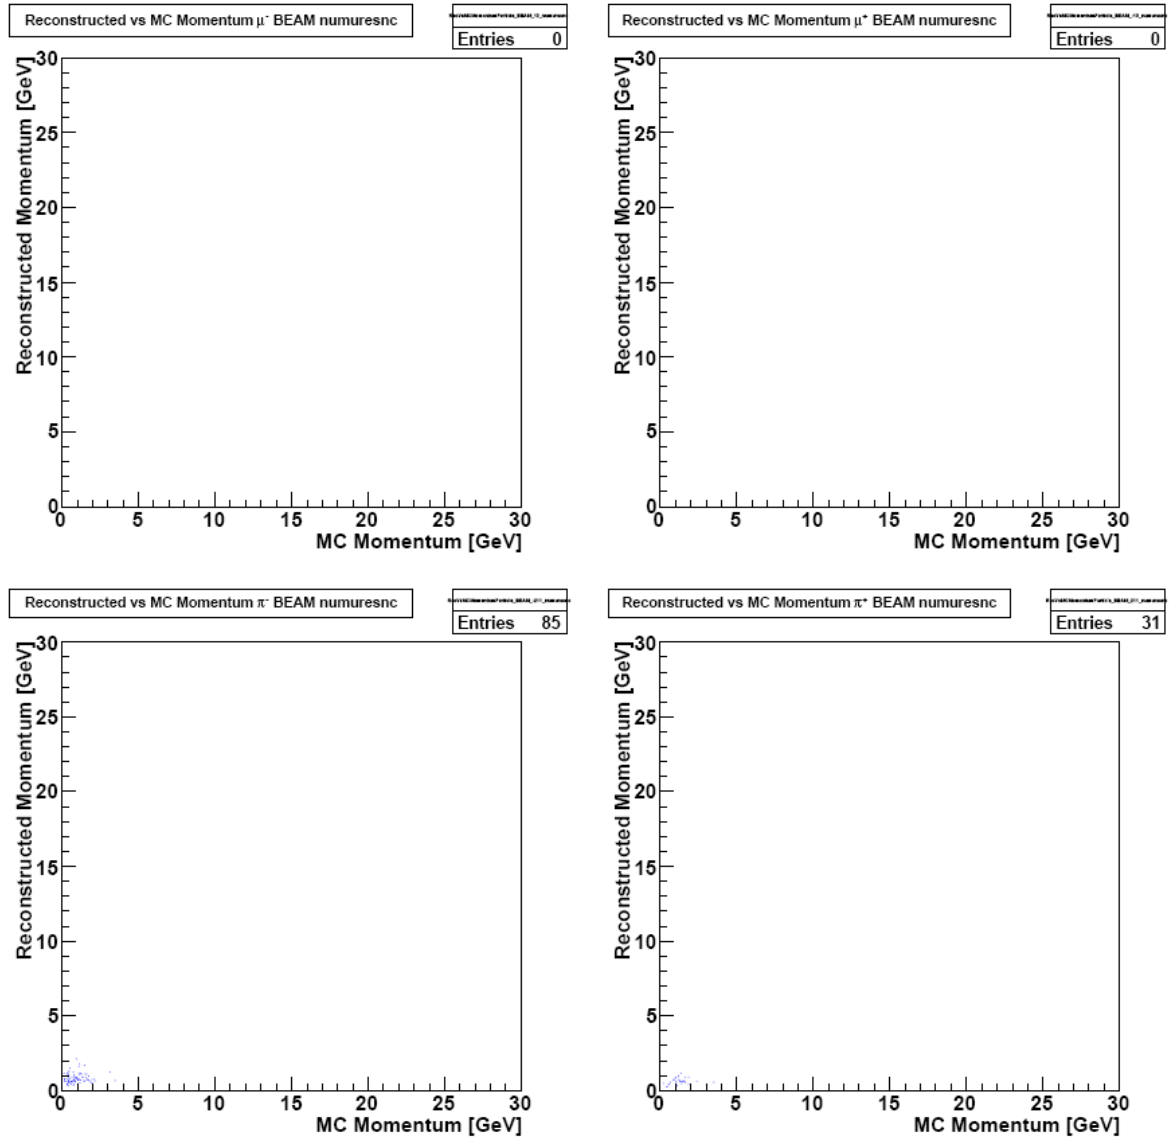 Reconstructed vs MC Momentum μ⁻ BEAM numuresnc
Entries 0
30
25
20
15
10
5
0
Reconstructed Momentum [GeV]
0 5 10 15 20 25 30
MC Momentum [GeV]
Reconstructed vs MC Momentum μ⁺ BEAM numuresnc
Entries 0
30
25
20
15
10
5
0
Reconstructed Momentum [GeV]
0 5 10 15 20 25 30
MC Momentum [GeV]
Reconstructed vs MC Momentum π⁻ BEAM numuresnc
Entries 85
30
25
20
15
10
5
0
Reconstructed Momentum [GeV]
0 5 10 15 20 25 30
MC Momentum [GeV]
Reconstructed vs MC Momentum π⁺ BEAM numuresnc
Entries 31
30
25
20
15
10
5
0
Reconstructed Momentum [GeV]
0 5 10 15 20 25 30
MC Momentum [GeV]